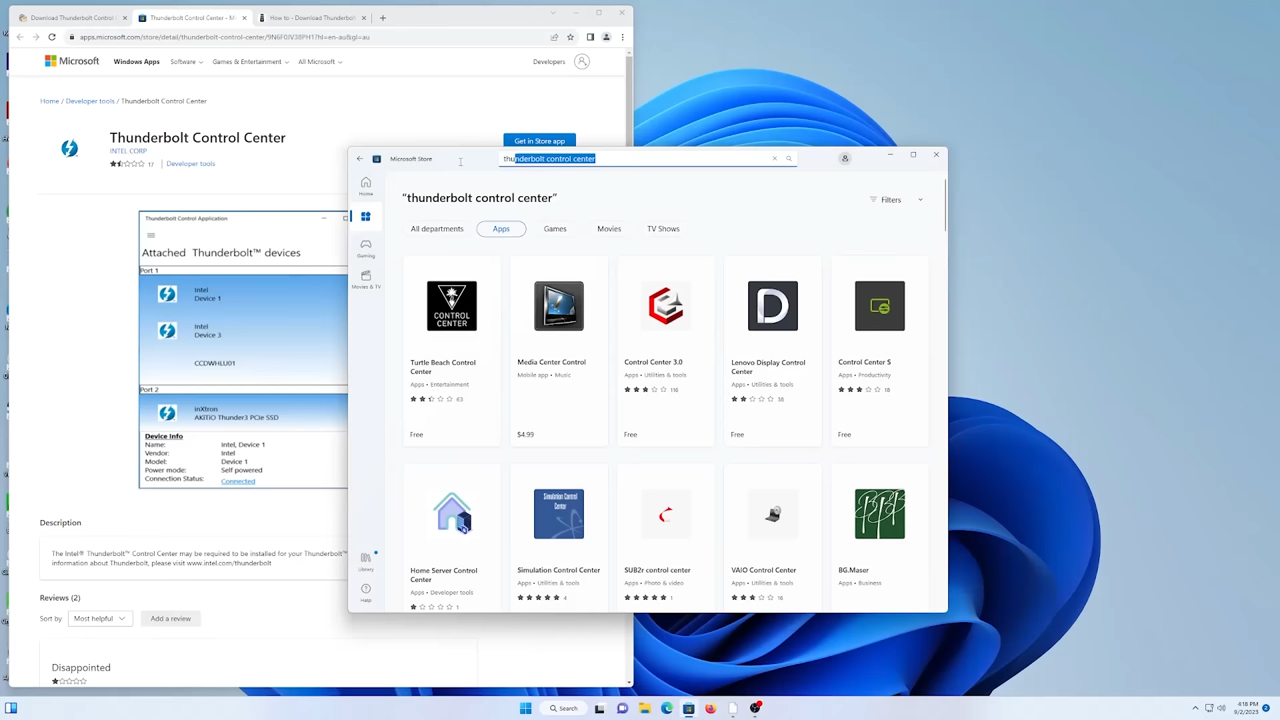 Download Thunderbolt Control
Thunderbolt Control Center - M
How to - Download Thunderbolt
apps.microsoft.com/store/detail/thunderbolt-control-center/9N6F0JV38PH1?hl=en-au&gl=au
Microsoft
Windows Apps
Software
Games & Entertainment
All Microsoft
Developers
Home / Developer tools / Thunderbolt Control Center
Thunderbolt Control Center
INTEL CORP
17
Developer tools
Get in Store app
Thunderbolt Control Application
Attached Thunderbolt™ devices
Port 1
Intel
Device 1
Intel
Device 3
CCDWHLU01
Port 2
inXtron
AKiTiO Thunder3 PCIe SSD
Device Info
Name: Intel, Device 1
Vendor: Intel
Model: Device 1
Power mode: Self powered
Connection Status: Connected
Description
The Intel® Thunderbolt™ Control Center may be required to be installed for your Thunderbolt™
information about Thunderbolt, please visit www.intel.com/thunderbolt
Reviews (2)
Sort by
Most helpful
Add a review
Disappointed
Microsoft Store
thunderbolt control center
Home
Gaming
Movies & TV
Library
Help
“thunderbolt control center”
Filters
All departments
Apps
Games
Movies
TV Shows
CONTROL
CENTER
Turtle Beach Control
Center
Apps • Entertainment
63
Free
Media Center Control
Mobile app • Music
$4.99
Control Center 3.0
Apps • Utilities & tools
116
Free
D
Lenovo Display Control
Center
Apps • Utilities & tools
38
Free
Control Center S
Apps • Productivity
18
Free
Home Server Control
Center
Apps • Developer tools
1
Simulation Control
Center
Simulation Control Center
Apps • Utilities & tools
4
SUB2r control center
Apps • Photo & video
1
VAIO Control Center
Apps • Utilities & tools
16
BG.Maser
Apps • Business
Search
4:18 PM
9/2/2023
2